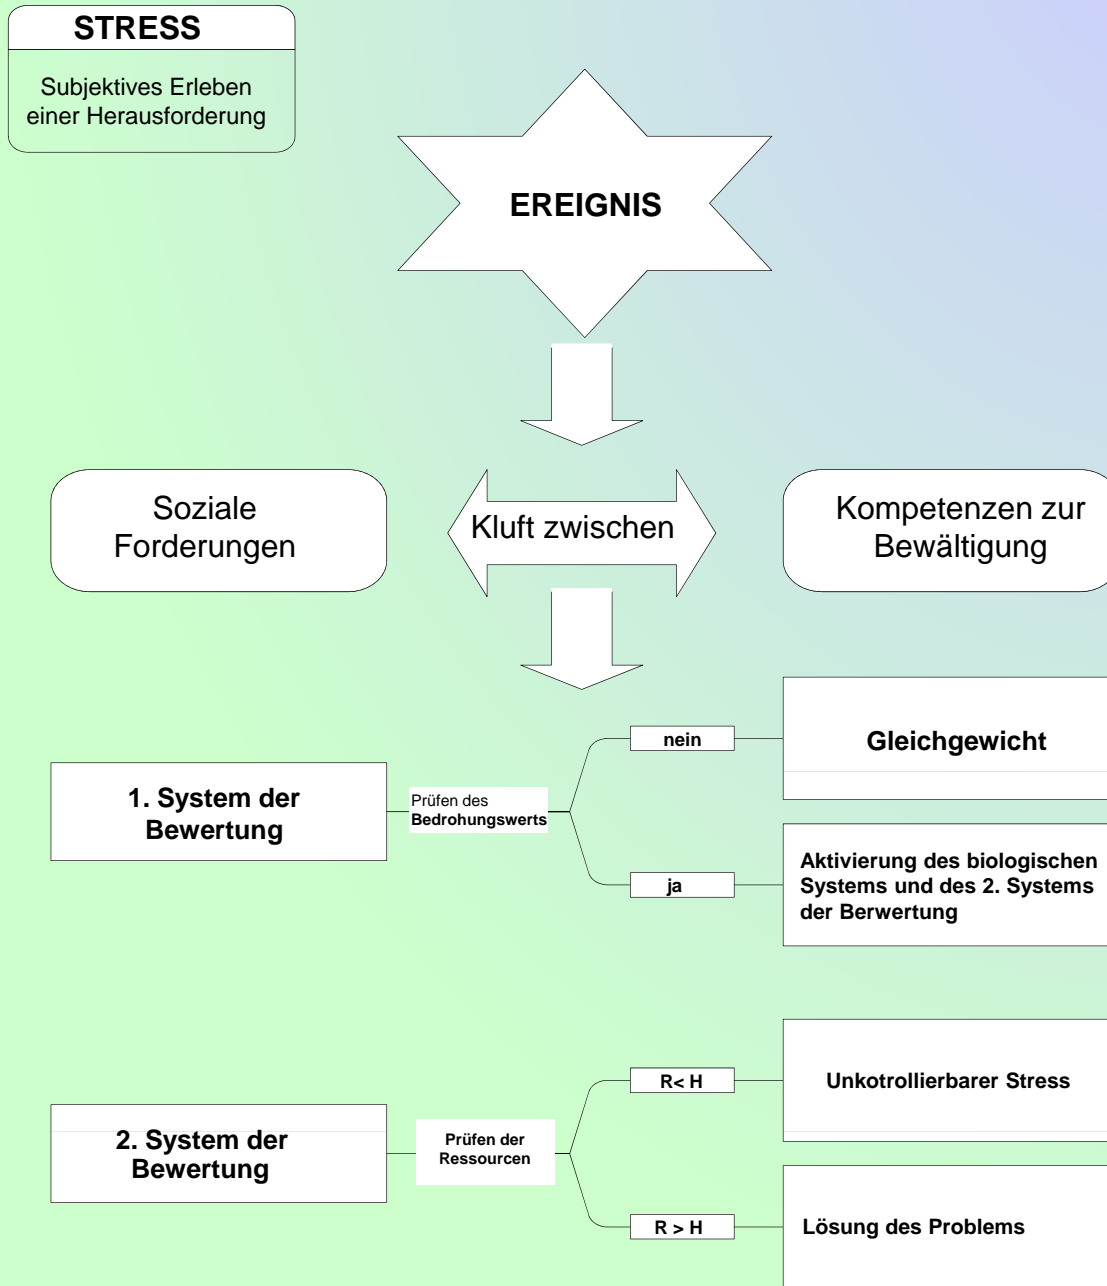 STRESS
Subjektives Erleben
einer Herausforderung
EREIGNIS
Soziale
Forderungen
Kluft zwischen
Kompetenzen zur
Bewältigung
1. System der
Bewertung
Prüfen des
Bedrohungswerts
nein
Gleichgewicht
ja
Aktivierung des biologischen
Systems und des 2. Systems
der Berwertung
2. System der
Bewertung
Prüfen der
Ressourcen
R< H
Unkotrollierbarer Stress
R > H
Lösung des Problems